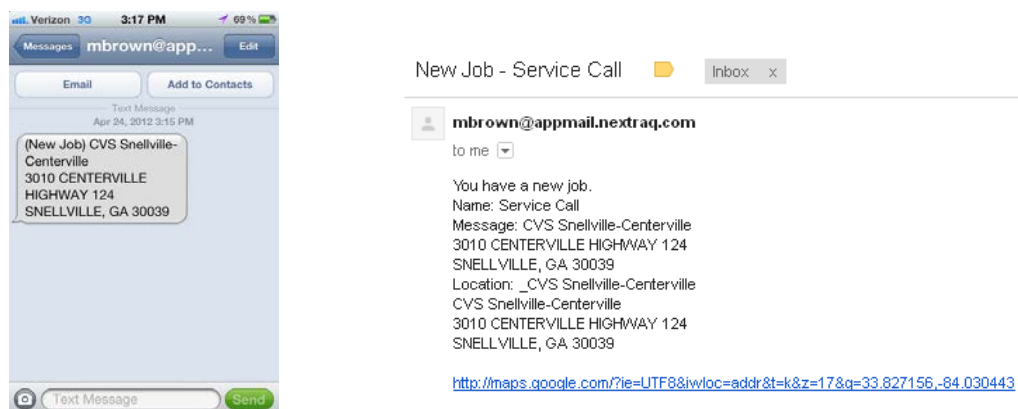 Verizon 3G 3:17 PM 69%
Messages mbrown@app... Edit
Email Add to Contacts
Text Message
Apr 24, 2012 3:15 PM
(New Job) CVS Snellville-
Centerville
3010 CENTERVILLE
HIGHWAY 124
SNELLVILLE, GA 30039
Text Message Send
New Job - Service Call Inbox x
mbrown@appmail.nextraq.com
to me
You have a new job.
Name: Service Call
Message: CVS Snellville-Centerville
3010 CENTERVILLE HIGHWAY 124
SNELLVILLE, GA 30039
Location: _CVS Snellville-Centerville
CVS Snellville-Centerville
3010 CENTERVILLE HIGHWAY 124
SNELLVILLE, GA 30039
http://maps.google.com/?ie=UTF8&iwloc=addr&t=k&z=17&q=33.827156,-84.030443